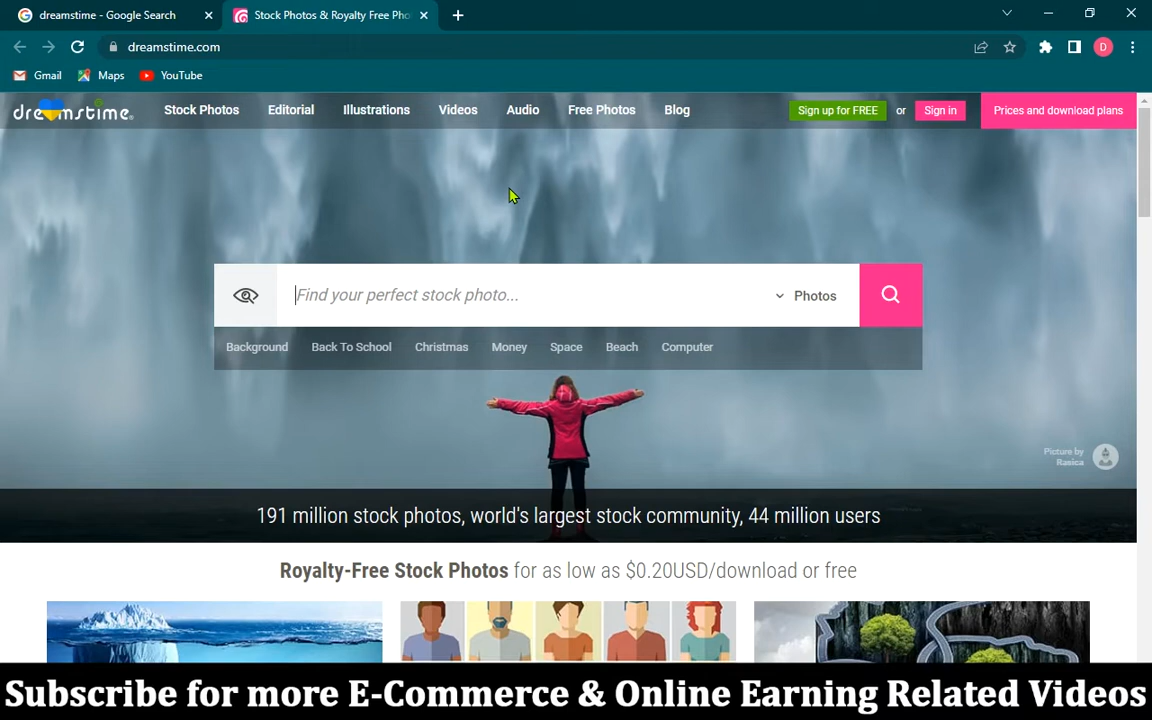 dreamstime - Google Search
Stock Photos & Royalty Free Pho
dreamstime.com
D
Gmail
Maps
YouTube
dreamstime.
Stock Photos
Editorial
Illustrations
Videos
Audio
Free Photos
Blog
Sign up for FREE
or
Sign in
Prices and download plans
Find your perfect stock photo...
Photos
Background
Back To School
Christmas
Money
Space
Beach
Computer
Picture by
Rasica
191 million stock photos, world's largest stock community, 44 million users
Royalty-Free Stock Photos for as low as $0.20USD/download or free
Subscribe for more E-Commerce & Online Earning Related Videos